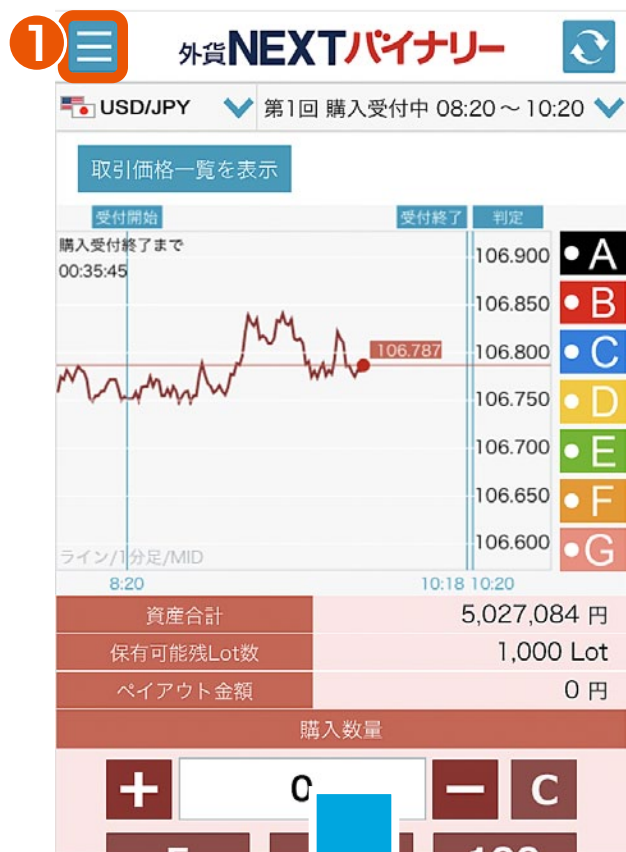 1
外貨NEXTバイナリー
USD/JPY 第1回 購入受付中 08:20 ~ 10:20
取引価格一覧を表示
受付開始 受付終了 判定
購入受付終了まで
00:35:45
106.900 A
106.850 B
106.787
106.800 C
106.750 D
106.700 E
106.650 F
106.600 G
ライン/1分足/MID
8:20 10:18 10:20
資産合計 5,027,084 円
保有可能残Lot数 1,000 Lot
ペイアウト金額 0 円
購入数量
+ 0 - C